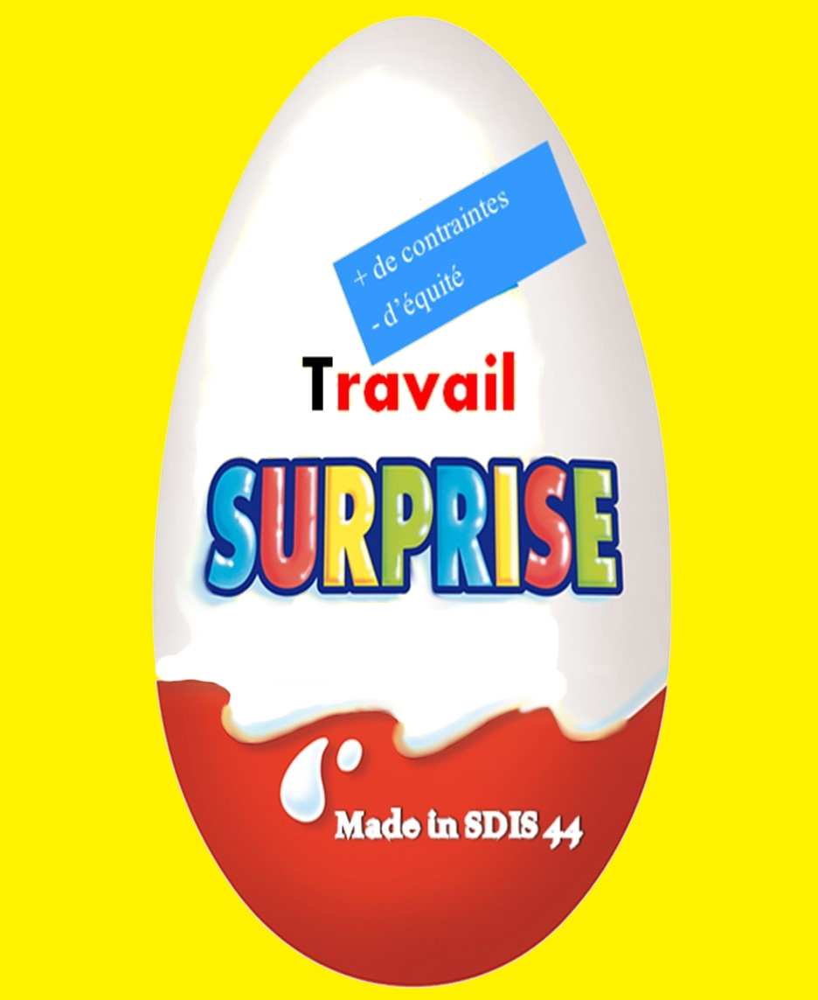 + de contraintes
- d’équité
Travail
SURPRISE
Made in SDIS 44